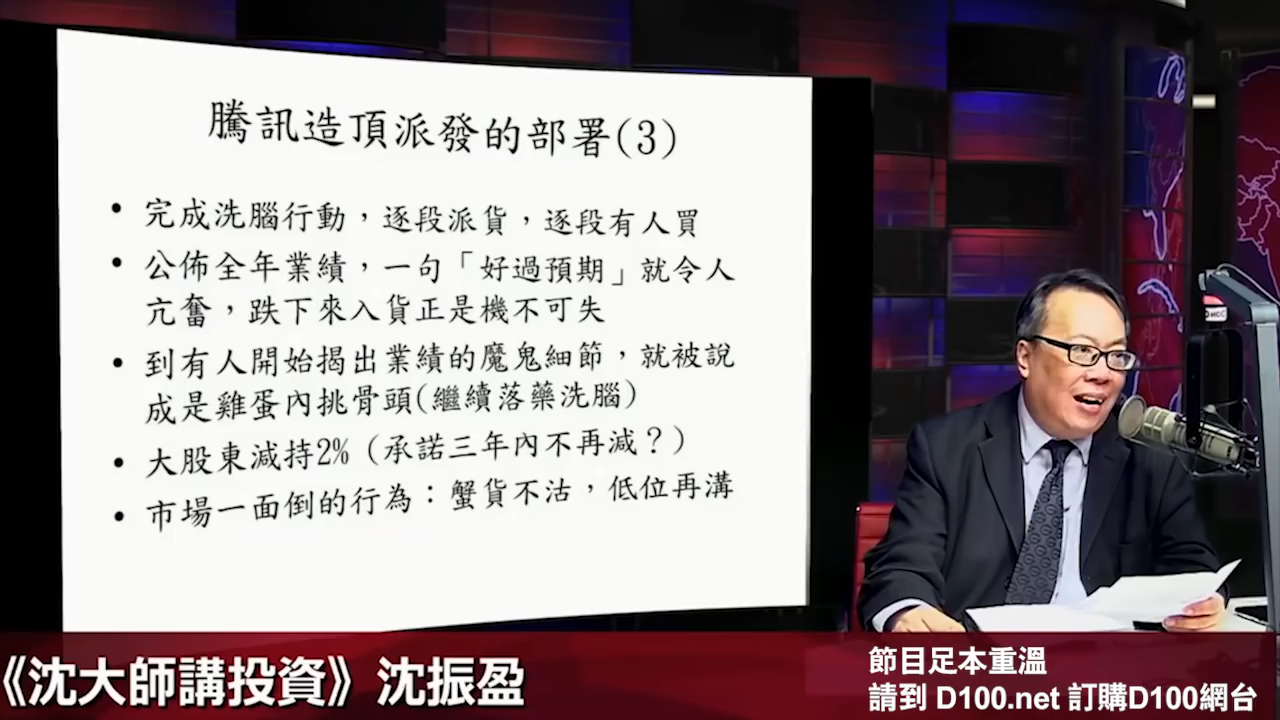 騰訊造頂派發的部署(3)
• 完成洗腦行動，逐段派貨，逐段有人買
• 公佈全年業績，一句「好過預期」就令人
亢奮，跌下來入貨正是機不可失
• 到有人開始揭出業績的魔鬼細節，就被說
成是雞蛋內挑骨頭(繼續落藥洗腦)
• 大股東減持2% (承諾三年內不再減？)
• 市場一面倒的行為：蟹貨不沽，低位再溝
《沈大師講投資》 沈振盈
節目足本重溫
請到 D100.net 訂購D100網台